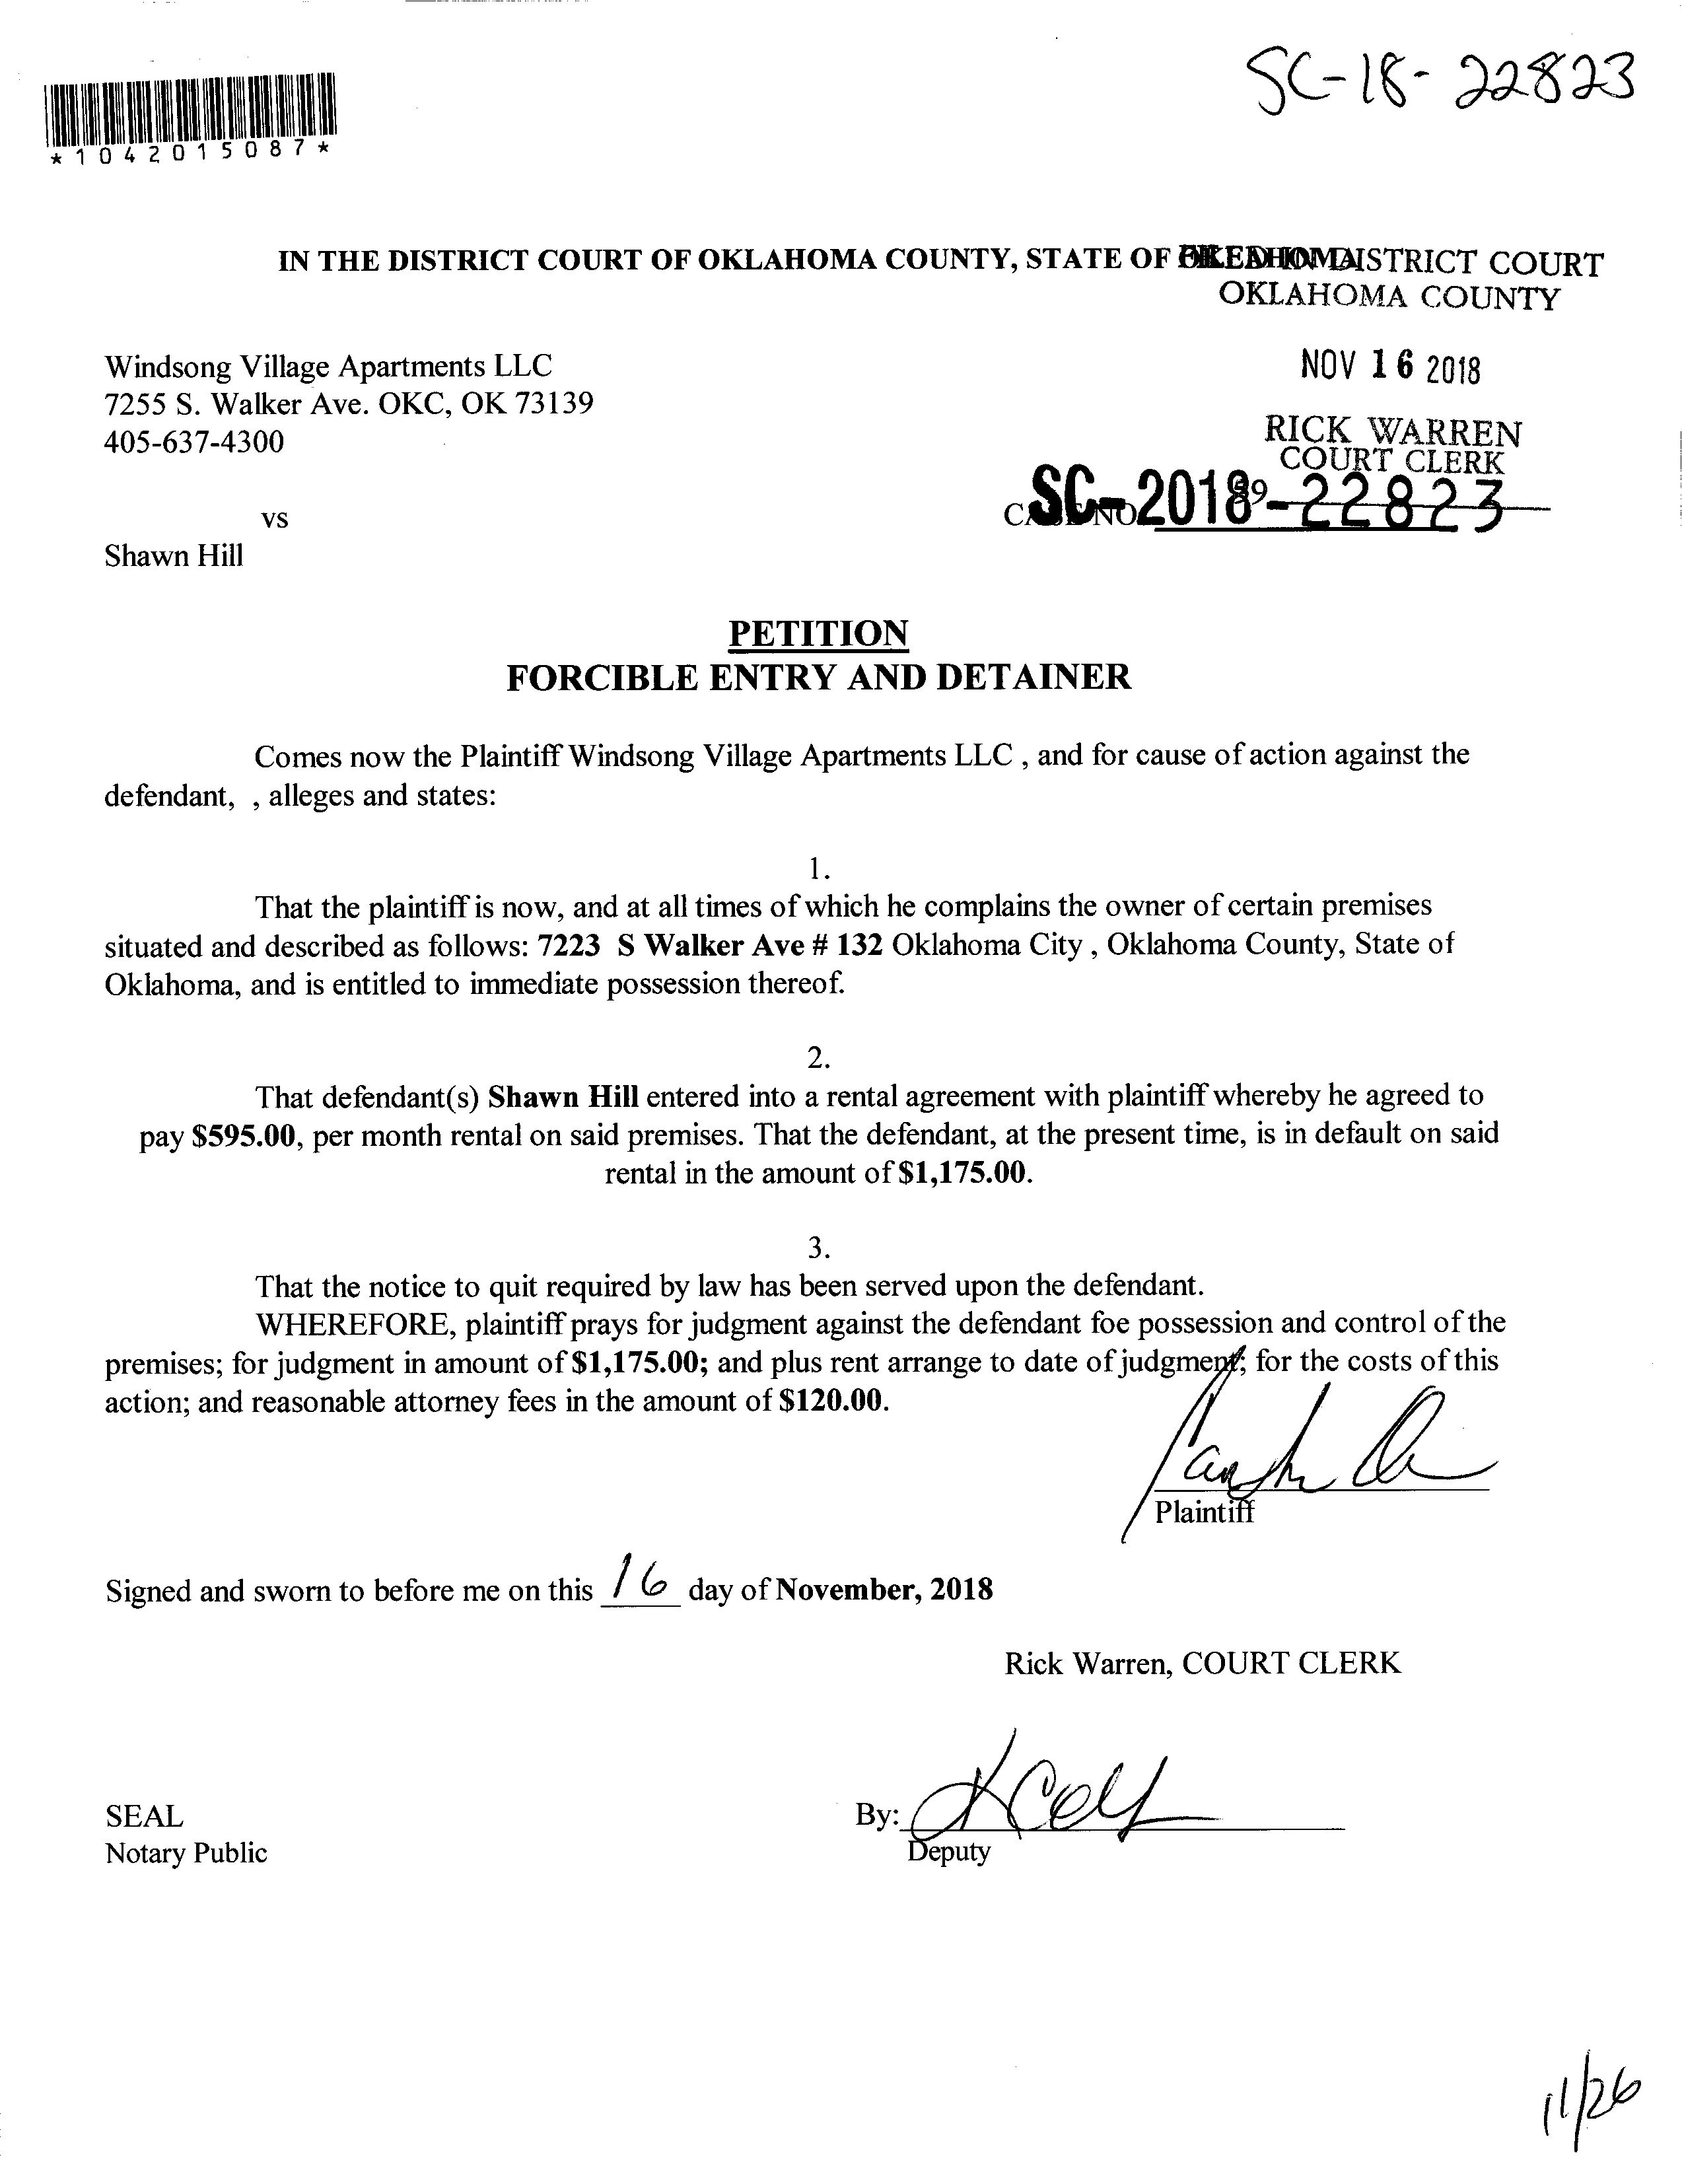 SC-18-22823
*1042015087*
IN THE DISTRICT COURT OF OKLAHOMA COUNTY, STATE OF OKLAHOMA
FILED IN DISTRICT COURT
OKLAHOMA COUNTY
Windsong Village Apartments LLC
7255 S. Walker Ave. OKC, OK 73139
405-637-4300
NOV 16 2018
RICK WARREN
COURT CLERK
CASE NO
SC-2018-22823
vs
Shawn Hill
PETITION
FORCIBLE ENTRY AND DETAINER
Comes now the Plaintiff Windsong Village Apartments LLC , and for cause of action against the
defendant, , alleges and states:
1.
That the plaintiff is now, and at all times of which he complains the owner of certain premises
situated and described as follows: 7223 S Walker Ave # 132 Oklahoma City , Oklahoma County, State of
Oklahoma, and is entitled to immediate possession thereof.
2.
That defendant(s) Shawn Hill entered into a rental agreement with plaintiff whereby he agreed to
pay $595.00, per month rental on said premises. That the defendant, at the present time, is in default on said
rental in the amount of $1,175.00.
3.
That the notice to quit required by law has been served upon the defendant.
WHEREFORE, plaintiff prays for judgment against the defendant foe possession and control of the
premises; for judgment in amount of $1,175.00; and plus rent arrange to date of judgment; for the costs of this
action; and reasonable attorney fees in the amount of $120.00.
Plaintiff
Signed and sworn to before me on this 16 day of November, 2018
Rick Warren, COURT CLERK
SEAL
By:
Notary Public
Deputy
11/26